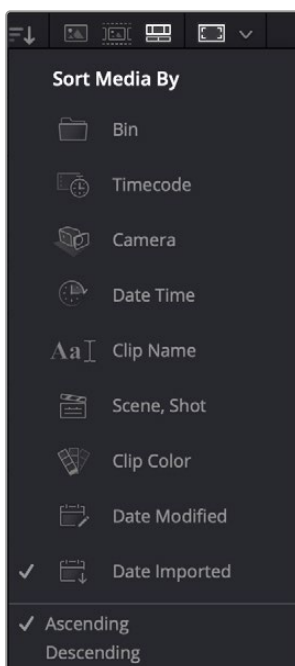 Sort Media By
Bin
Timecode
Camera
Date Time
Aa Clip Name
Scene, Shot
Clip Color
Date Modified
Date Imported
Ascending
Descending